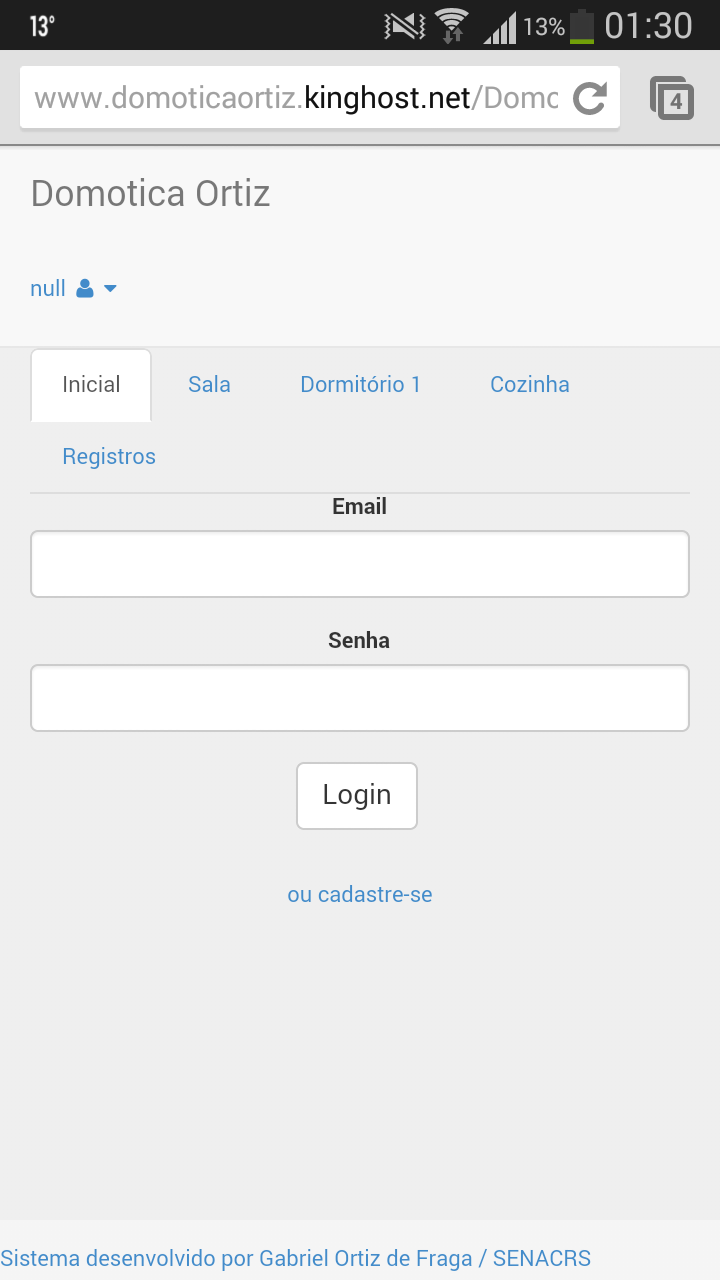 13°
13% 01:30
www.domoticaortiz.kinghost.net/Domo
4
Domotica Ortiz
null
Inicial Sala Dormitório 1 Cozinha
Registros
Email
Senha
Login
ou cadastre-se
Sistema desenvolvido por Gabriel Ortiz de Fraga / SENACRS